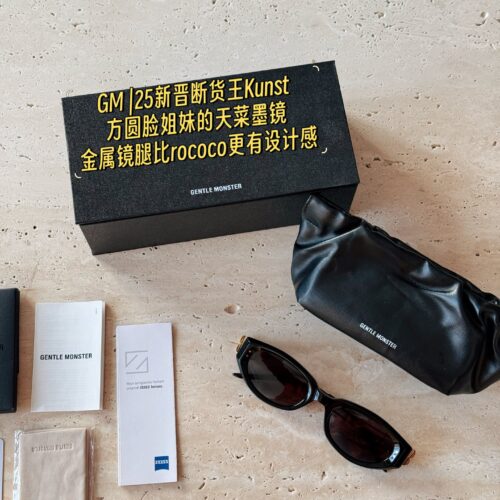 GM |25新晋断货王Kunst
方圆脸姐妹的天菜墨镜
金属镜腿比rococo更有设计感
GENTLE MONSTER
GENTLE MONSTER
GENTLE MONSTER
ZEISS